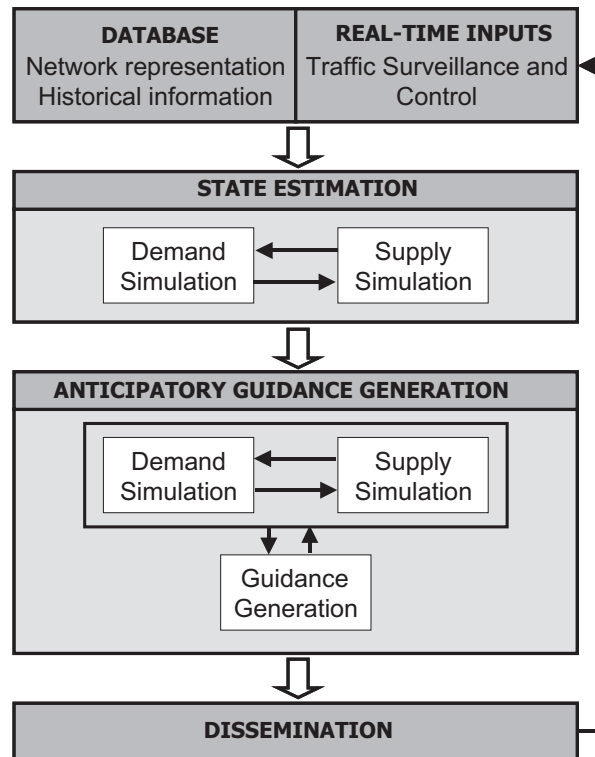 DATABASE
Network representation
Historical information
REAL-TIME INPUTS
Traffic Surveillance and
Control
STATE ESTIMATION
Demand
Simulation
Supply
Simulation
ANTICIPATORY GUIDANCE GENERATION
Demand
Simulation
Supply
Simulation
Guidance
Generation
DISSEMINATION